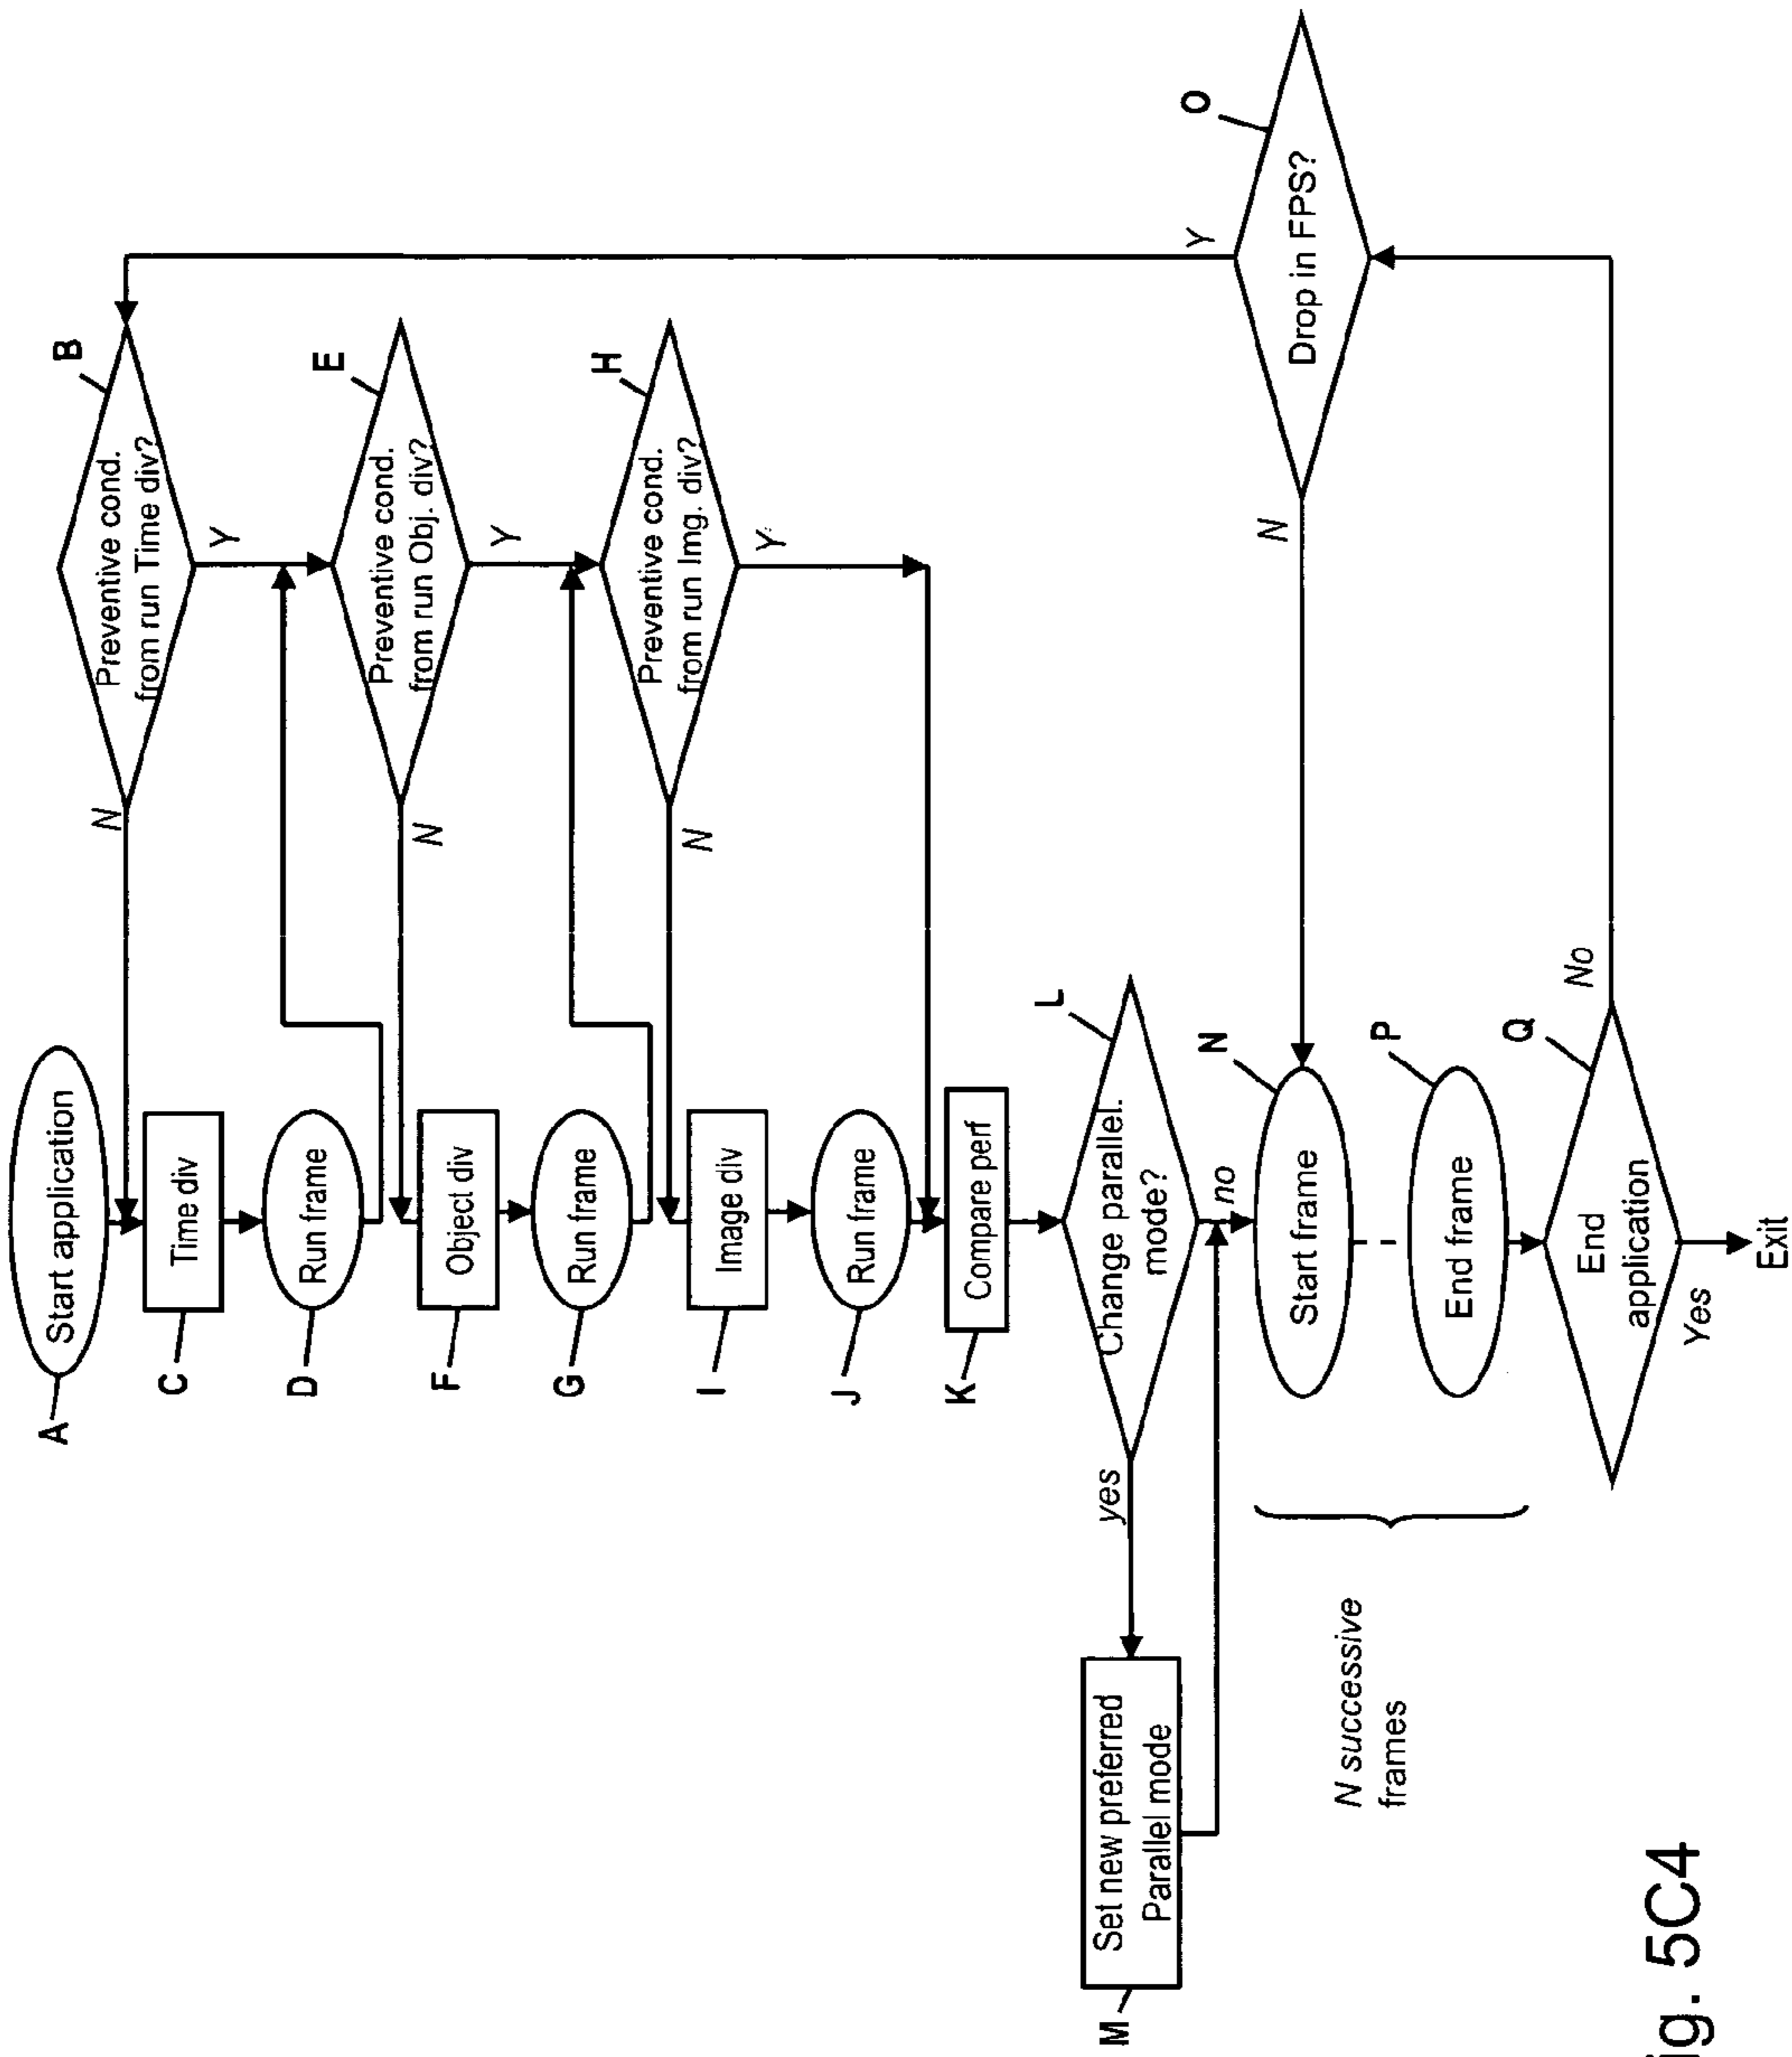 A
Start application
B
Preventive cond.
from run Time div?
N
Y
C
Time div
D
Run frame
E
Preventive cond.
from run Obj. div?
N
Y
F
Object div
G
Run frame
H
Preventive cond.
from run Img. div?
N
Y
I
Image div
J
Run frame
K
Compare perf
L
Change parallel.
mode?
yes
no
M
Set new preferred
Parallel mode
N
Start frame
O
Drop in FPS?
Y
N
P
End frame
N successive
frames
Q
End
application
No
Yes
Exit
ig. 5C4